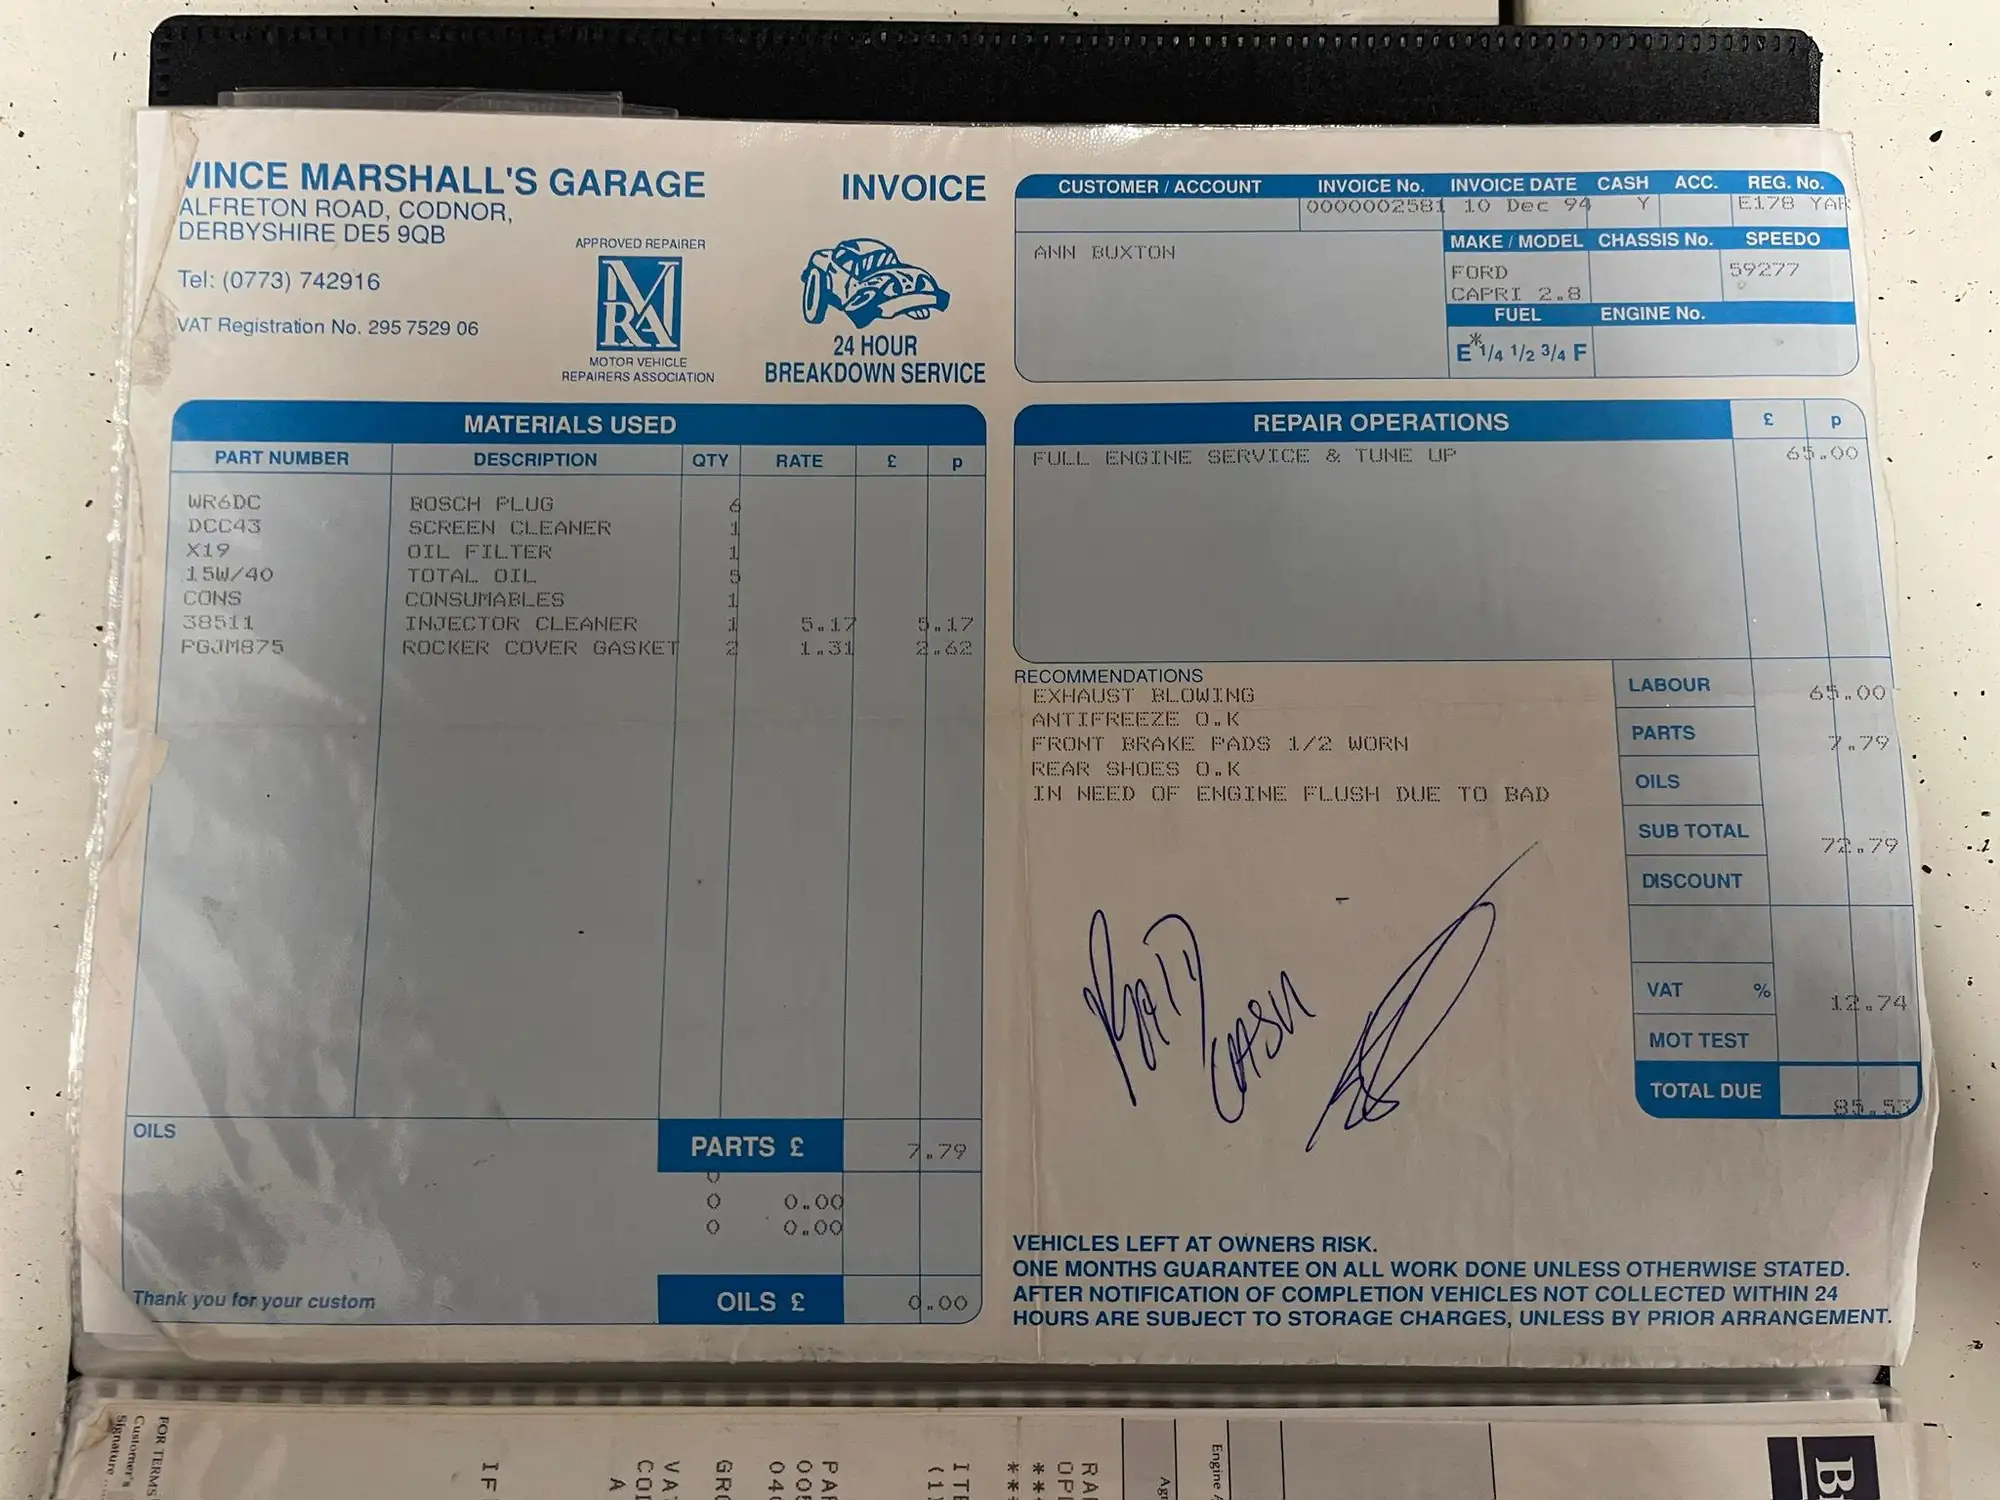 VINCE MARSHALL'S GARAGE
ALFRETON ROAD, CODNOR,
DERBYSHIRE DE5 9QB
Tel: (0773) 742916
VAT Registration No. 295 7529 06
APPROVED REPAIRER
MVRA
MOTOR VEHICLE
REPAIRERS ASSOCIATION
INVOICE
24 HOUR
BREAKDOWN SERVICE
CUSTOMER / ACCOUNT INVOICE No. INVOICE DATE CASH ACC. REG. No.
0000002581 10 Dec 94 Y E178 YAR
ANN BUXTON
MAKE / MODEL CHASSIS No. SPEEDO
FORD 59277
CAPRI 2.8
FUEL ENGINE No.
E * 1/4 1/2 3/4 F
MATERIALS USED
PART NUMBER DESCRIPTION QTY RATE £ p
WR6DC BOSCH PLUG 6
DCC43 SCREEN CLEANER 1
X19 OIL FILTER 1
15W/40 TOTAL OIL 5
CONS CONSUMABLES 1
38511 INJECTOR CLEANER 1 5.17 5.17
PGJM875 ROCKER COVER GASKET 2 1.31 2.62
OILS
PARTS £ 7.79
0
0 0.00
0 0.00
Thank you for your custom
OILS £ 0.00
REPAIR OPERATIONS £ p
FULL ENGINE SERVICE & TUNE UP 65.00
RECOMMENDATIONS
EXHAUST BLOWING
ANTIFREEZE O.K
FRONT BRAKE PADS 1/2 WORN
REAR SHOES O.K
IN NEED OF ENGINE FLUSH DUE TO BAD
LABOUR 65.00
PARTS 7.79
OILS
SUB TOTAL 72.79
DISCOUNT
VAT % 12.74
MOT TEST
TOTAL DUE 85.53
PAID
CASH
VEHICLES LEFT AT OWNERS RISK.
ONE MONTHS GUARANTEE ON ALL WORK DONE UNLESS OTHERWISE STATED.
AFTER NOTIFICATION OF COMPLETION VEHICLES NOT COLLECTED WITHIN 24
HOURS ARE SUBJECT TO STORAGE CHARGES, UNLESS BY PRIOR ARRANGEMENT.
FOR TERMS
Customer's
Signature
IF